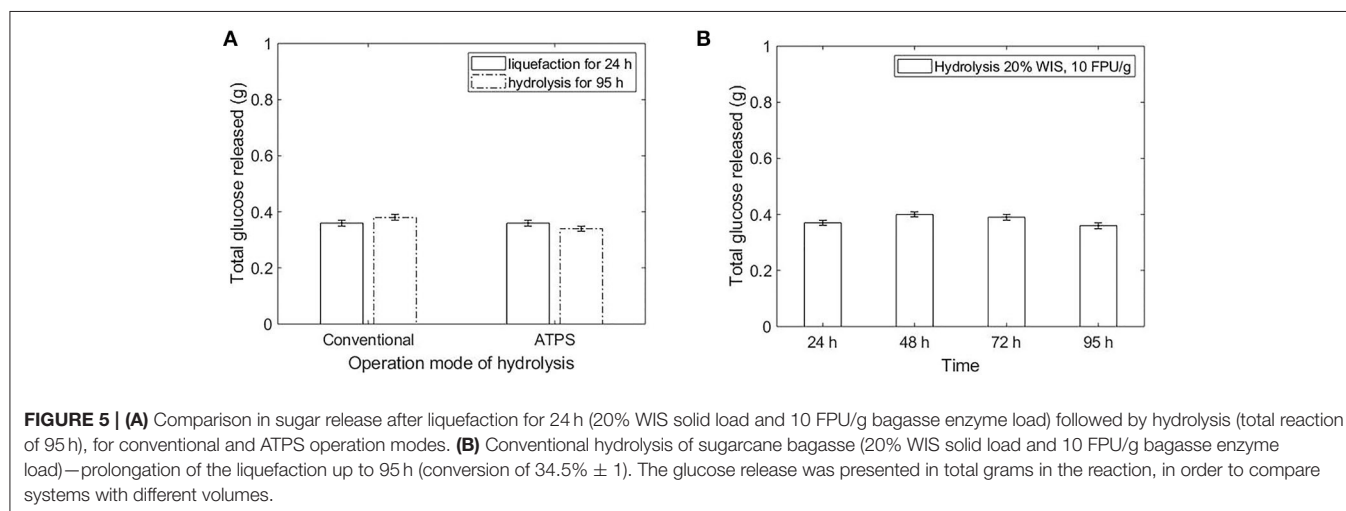 A
1
0.8
0.6
0.4
0.2
0
Total glucose released (g)
liquefaction for 24 h
hydrolysis for 95 h
Conventional
ATPS
Operation mode of hydrolysis
B
1
0.8
0.6
0.4
0.2
0
Total glucose released (g)
Hydrolysis 20% WIS, 10 FPU/g
24 h
48 h
72 h
95 h
Time
FIGURE 5 | (A) Comparison in sugar release after liquefaction for 24 h (20% WIS solid load and 10 FPU/g bagasse enzyme load) followed by hydrolysis (total reaction
of 95 h), for conventional and ATPS operation modes. (B) Conventional hydrolysis of sugarcane bagasse (20% WIS solid load and 10 FPU/g bagasse enzyme
load)—prolongation of the liquefaction up to 95 h (conversion of 34.5% ± 1). The glucose release was presented in total grams in the reaction, in order to compare
systems with different volumes.